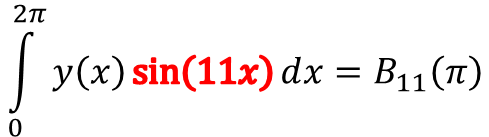 2π
∫ y(x) sin(11x) dx = B₁₁(π)
0